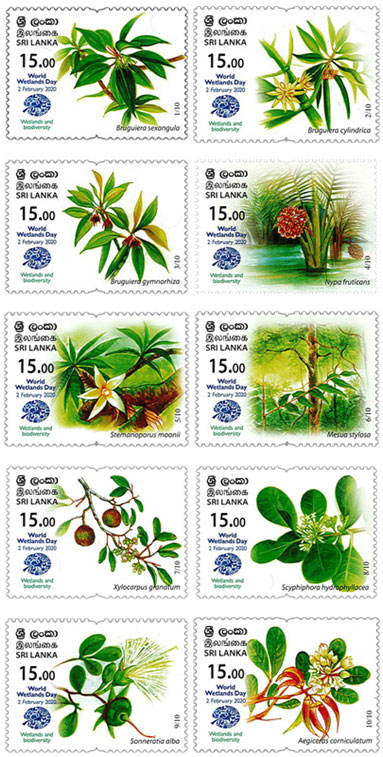 ශ්‍රී ලංකා
இலங்கை
SRI LANKA
15.00
World
Wetlands Day
2 February 2020
Wetlands and
biodiversity
Bruguiera sexangula
1/10
ශ්‍රී ලංකා
இலங்கை
SRI LANKA
15.00
World
Wetlands Day
2 February 2020
Wetlands and
biodiversity
Bruguiera cylindrica
2/10
ශ්‍රී ලංකා
இலங்கை
SRI LANKA
15.00
World
Wetlands Day
2 February 2020
Wetlands and
biodiversity
Bruguiera gymnorhiza
3/10
ශ්‍රී ලංකා
இலங்கை
SRI LANKA
15.00
World
Wetlands Day
2 February 2020
Wetlands and
biodiversity
Nypa fruticans
4/10
ශ්‍රී ලංකා
இலங்கை
SRI LANKA
15.00
World
Wetlands Day
2 February 2020
Wetlands and
biodiversity
Stemanoporus moonii
5/10
ශ්‍රී ලංකා
இலங்கை
SRI LANKA
15.00
World
Wetlands Day
2 February 2020
Wetlands and
biodiversity
Mesua stylosa
6/10
ශ්‍රී ලංකා
இலங்கை
SRI LANKA
15.00
World
Wetlands Day
2 February 2020
Wetlands and
biodiversity
Xylocarpus granatum
7/10
ශ්‍රී ලංකා
இலங்கை
SRI LANKA
15.00
World
Wetlands Day
2 February 2020
Wetlands and
biodiversity
Scyphiphora hydrophyllacea
8/10
ශ්‍රී ලංකා
இலங்கை
SRI LANKA
15.00
World
Wetlands Day
2 February 2020
Wetlands and
biodiversity
Sonneratia alba
9/10
ශ්‍රී ලංකා
இலங்கை
SRI LANKA
15.00
World
Wetlands Day
2 February 2020
Wetlands and
biodiversity
Aegiceras corniculatum
10/10